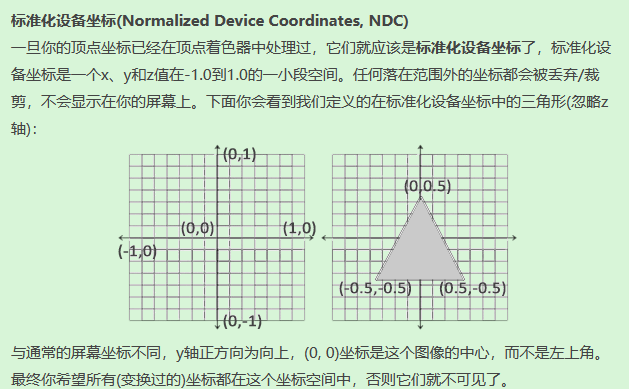 标准化设备坐标(Normalized Device Coordinates, NDC)
一旦你的顶点坐标已经在顶点着色器中处理过，它们就应该是标准化设备坐标了，标准化设
备坐标是一个x、y和z值在-1.0到1.0的一小段空间。任何落在范围外的坐标都会被丢弃/裁
剪，不会显示在你的屏幕上。下面你会看到我们定义的在标准化设备坐标中的三角形(忽略z
轴)：
(0,1)
(0,0)
(1,0)
(-1,0)
(0,-1)
(0,0.5)
(-0.5,-0.5)
(0.5,-0.5)
与通常的屏幕坐标不同，y轴正方向为向上，(0, 0)坐标是这个图像的中心，而不是左上角。
最终你希望所有(变换过的)坐标都在这个坐标空间中，否则它们就不可见了。